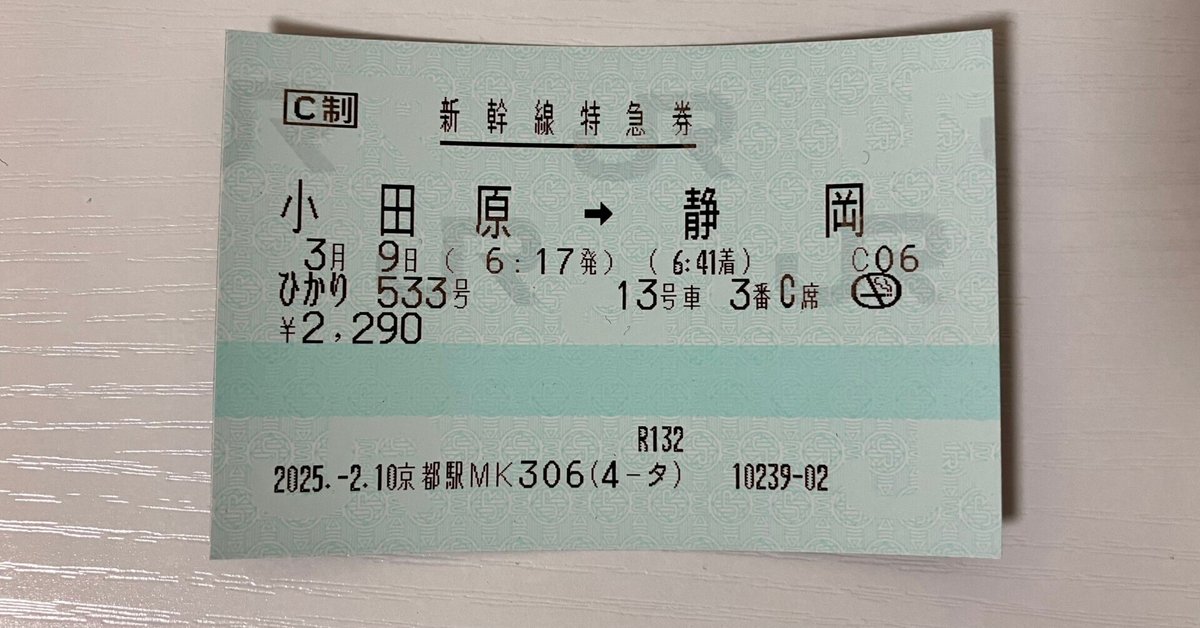 C制 新幹線特急券
小田原➡静岡
3月 9日 ( 6:17発) (6:41着) C06
ひかり 533号 13号車 3番C席
¥2,290
R132
2025.-2.10京都駅MK306(4-タ) 10239-02